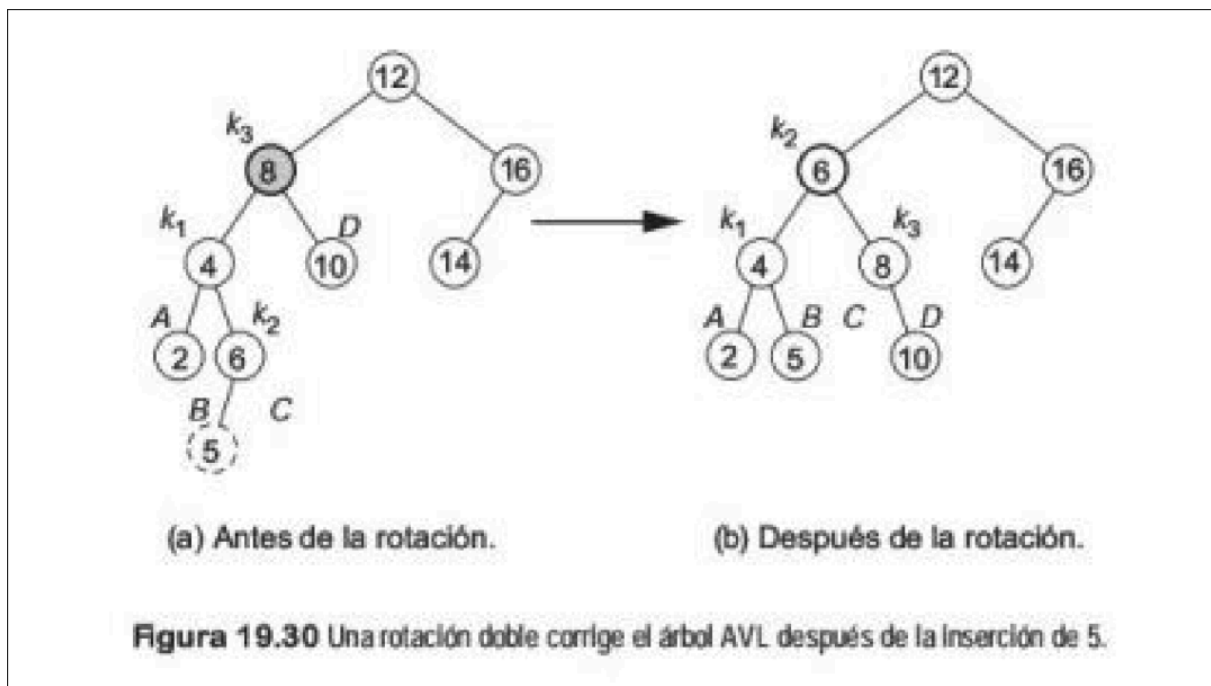 12 12
k3 k2
8 16 6 16
k1 D k1 k3
4 10 14 4 8 14
A k2 A B C D
2 6 2 5 10
B C
5
(a) Antes de la rotación. (b) Después de la rotación.
Figura 19.30 Una rotación doble corrige el árbol AVL después de la inserción de 5.